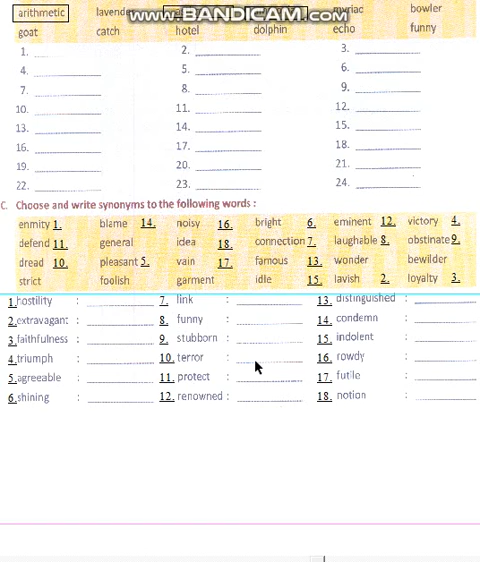 www.BANDICAM.com
arithmetic lavender myriac bowler
goat catch hotel dolphin echo funny
1. 2. 3.
4. 5. 6.
7. 8. 9.
10. 11. 12.
13. 14. 15.
16. 17. 18.
19. 20. 21.
22. 23. 24.
C. Choose and write synonyms to the following words :
enmity 1. blame 14. noisy 16. bright 6. eminent 12. victory 4.
defend 11. general idea 18. connection 7. laughable 8. obstinate 9.
dread 10. pleasant 5. vain 17. famous 13. wonder bewilder
strict foolish garment idle 15. lavish 2. loyalty 3.
1. hostility : 7. link : 13. distinguished :
2. extravagant : 8. funny : 14. condemn :
3. faithfulness : 9. stubborn : 15. indolent :
4. triumph : 10. terror : 16. rowdy :
5. agreeable : 11. protect : 17. futile :
6. shining : 12. renowned : 18. notion :